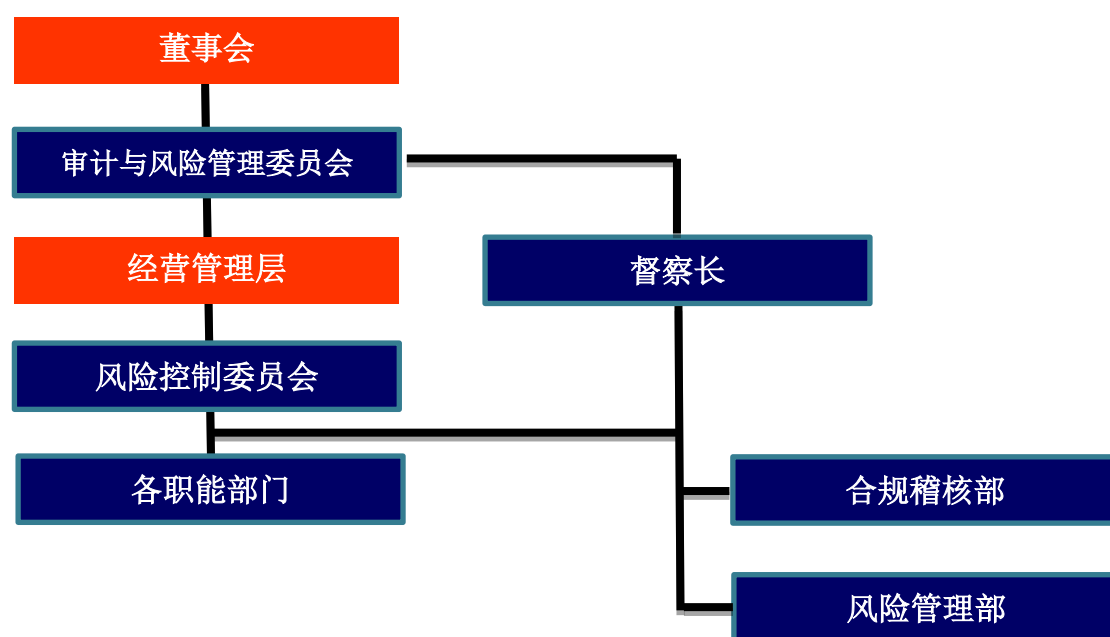 董事会
审计与风险管理委员会
经营管理层
督察长
风险控制委员会
各职能部门
合规稽核部
风险管理部